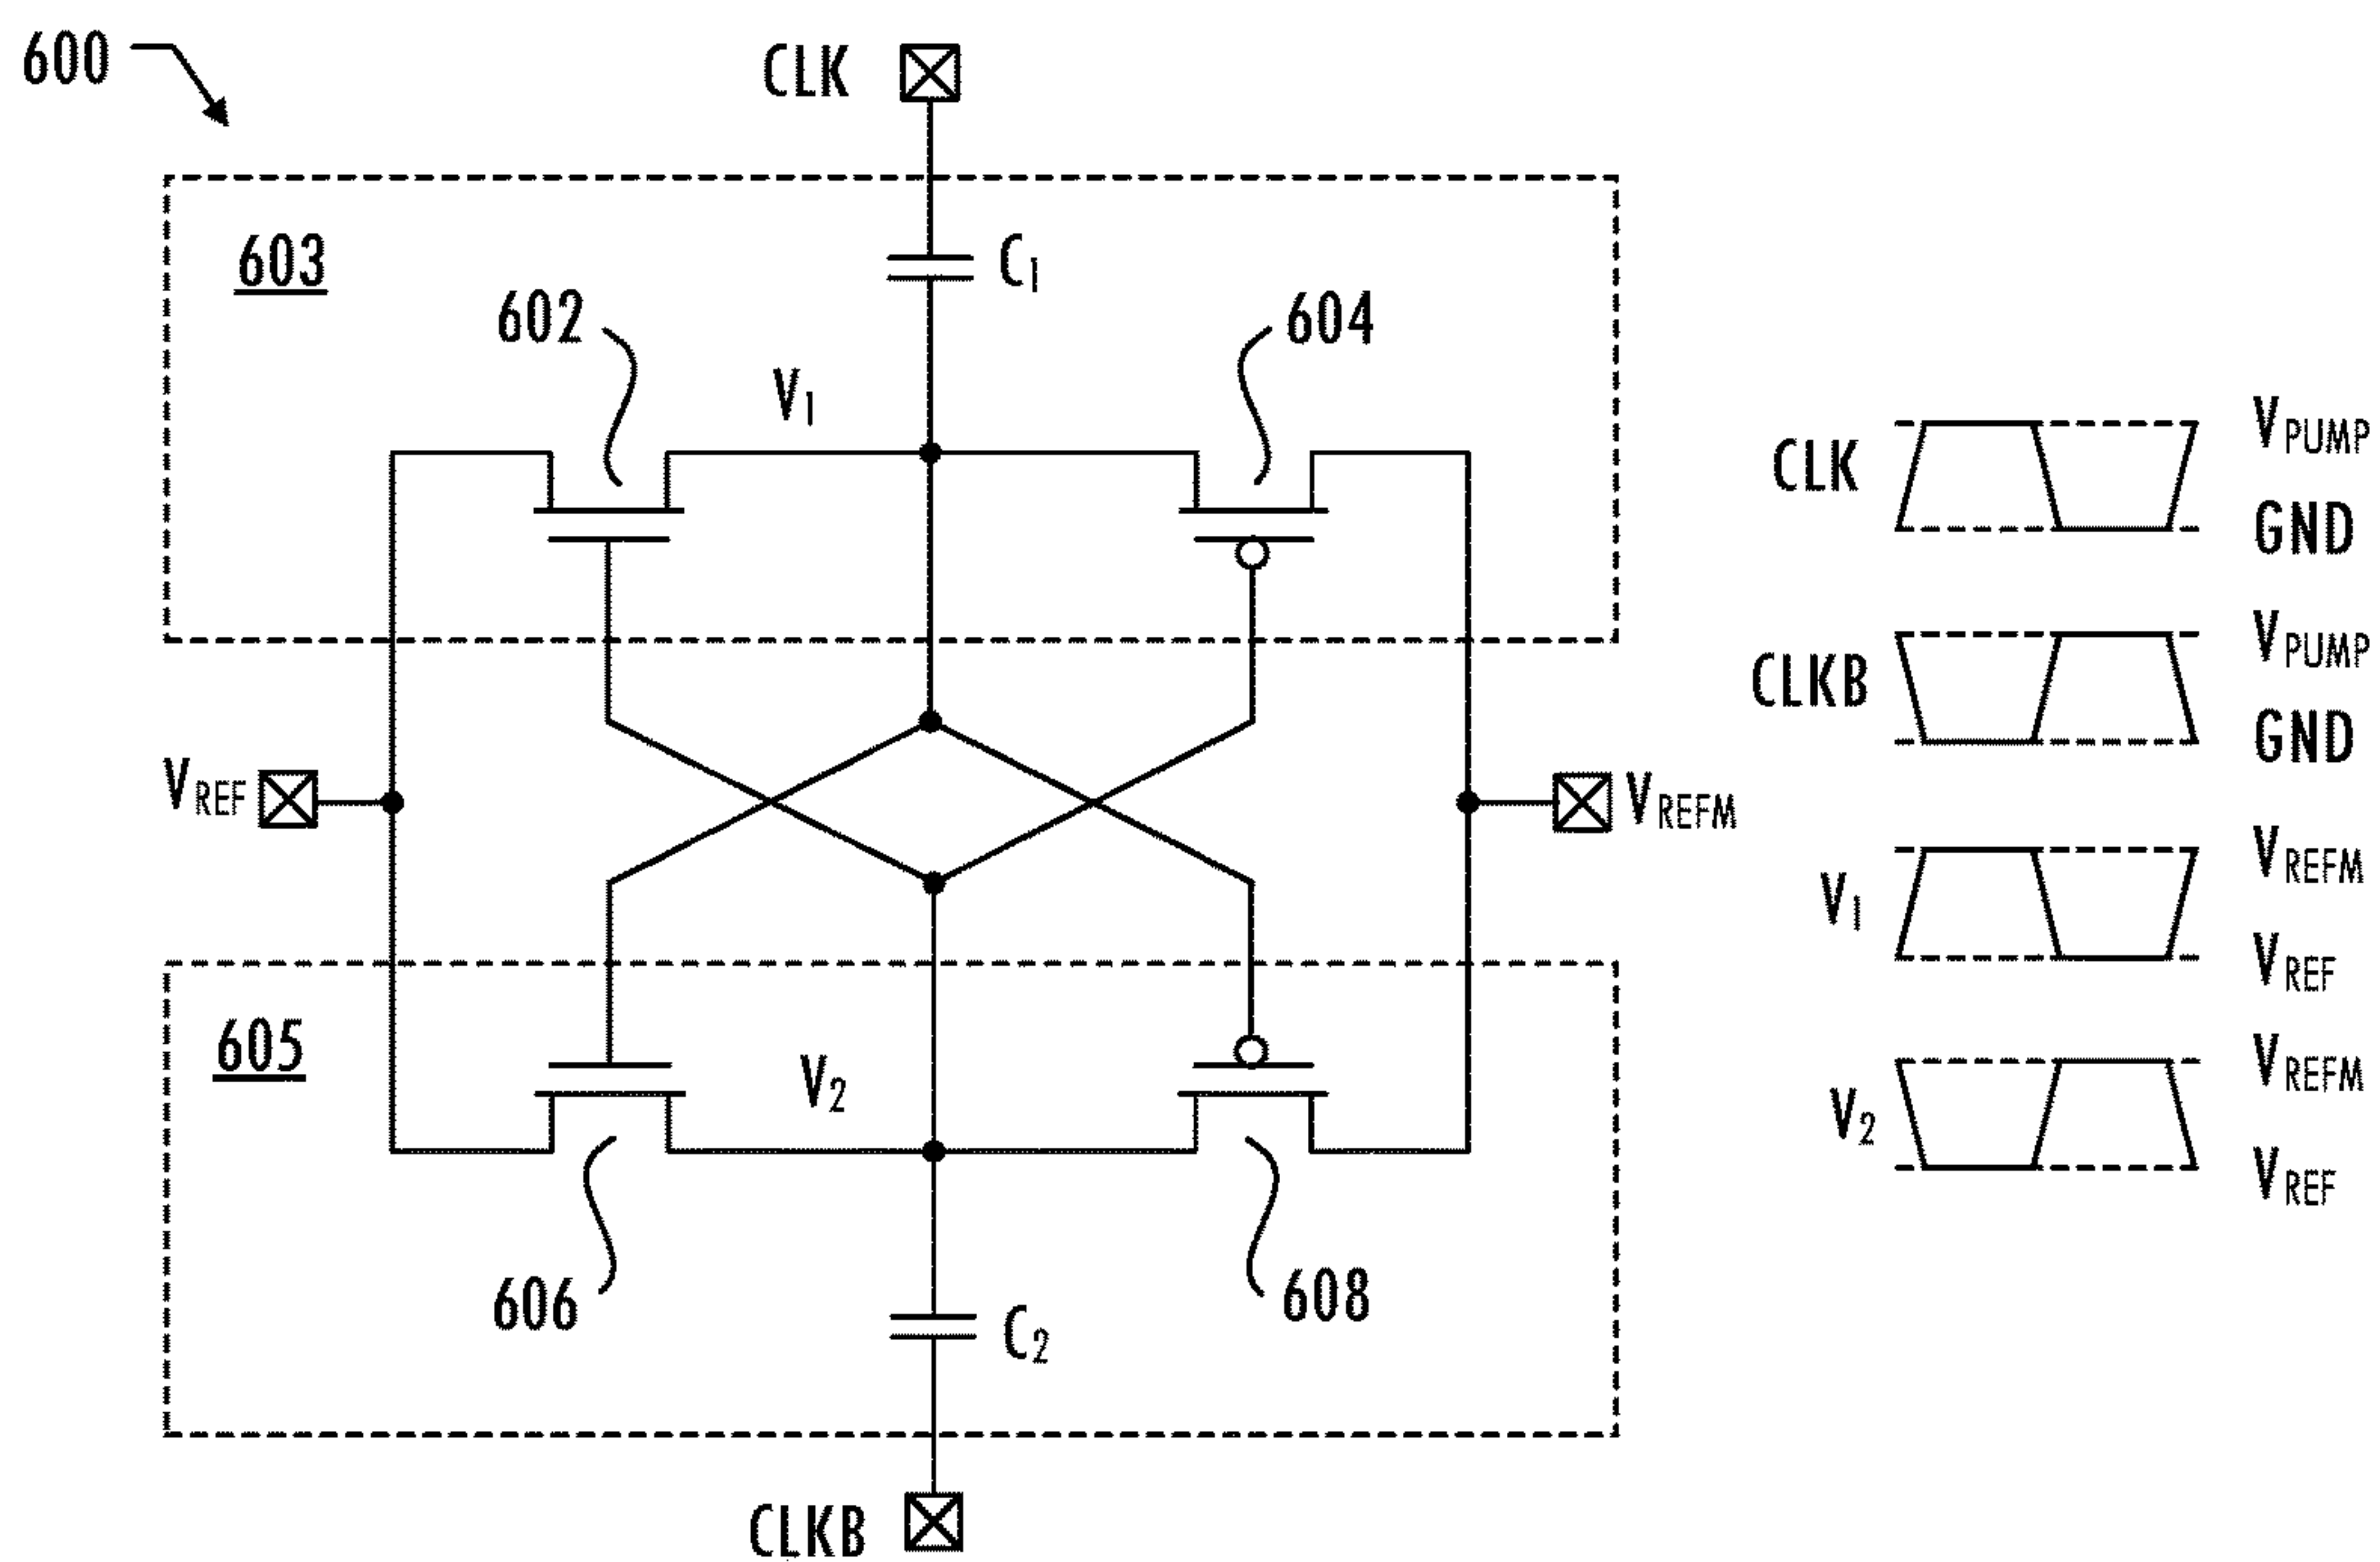 600
CLK
603
C1
602
604
V1
VREF
VREFM
605
V2
606
608
C2
CLKB
CLK
VPUMP
GND
CLKB
VPUMP
GND
V1
VREFM
VREF
V2
VREFM
VREF